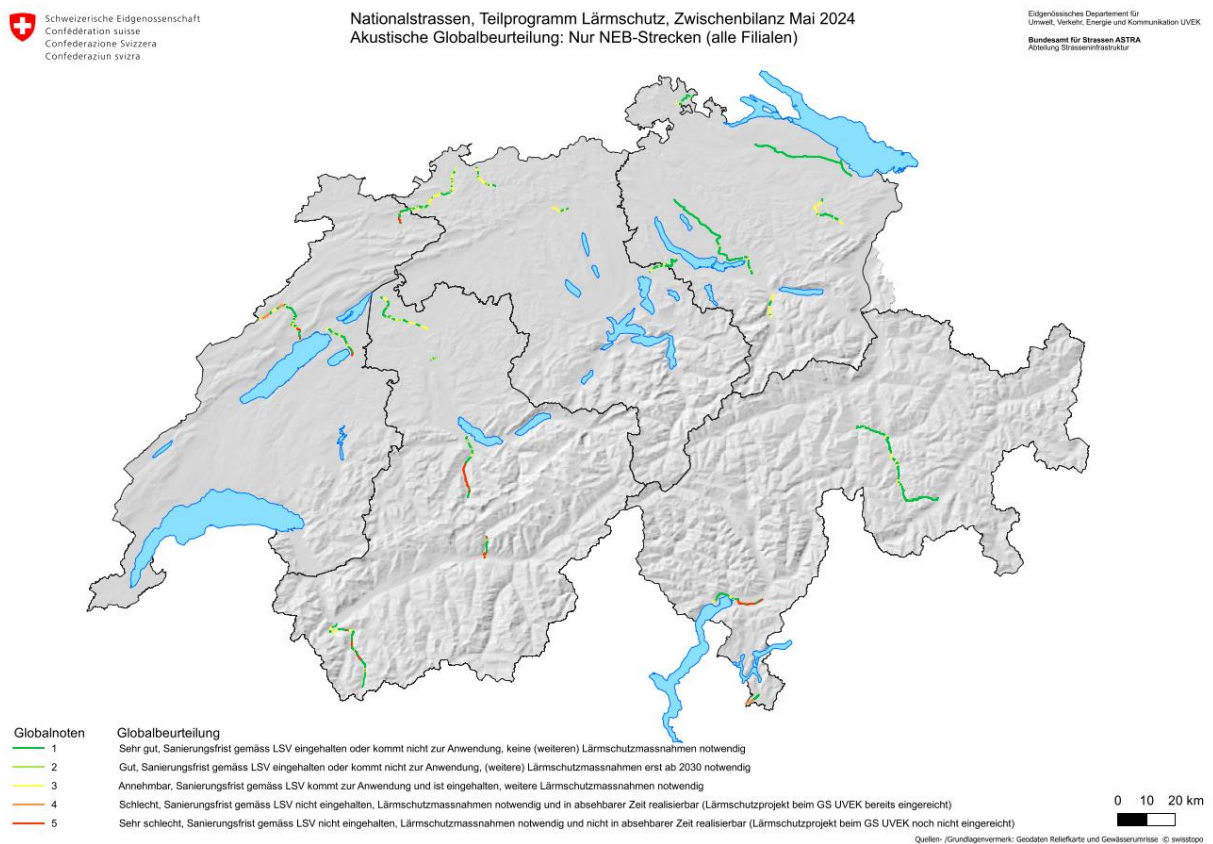 Schweizerische Eidgenossenschaft
Confédération suisse
Confederazione Svizzera
Confederaziun svizra
Nationalstrassen, Teilprogramm Lärmschutz, Zwischenbilanz Mai 2024
Akustische Globalbeurteilung: Nur NEB-Strecken (alle Filialen)
Eidgenössisches Departement für
Umwelt, Verkehr, Energie und Kommunikation UVEK
Bundesamt für Strassen ASTRA
Abteilung Strasseninfrastruktur
Globalnoten Globalbeurteilung
1 Sehr gut, Sanierungsfrist gemäss LSV eingehalten oder kommt nicht zur Anwendung, keine (weiteren) Lärmschutzmassnahmen notwendig
2 Gut, Sanierungsfrist gemäss LSV eingehalten oder kommt nicht zur Anwendung, (weitere) Lärmschutzmassnahmen erst ab 2030 notwendig
3 Annehmbar, Sanierungsfrist gemäss LSV kommt zur Anwendung und ist eingehalten, weitere Lärmschutzmassnahmen notwendig
4 Schlecht, Sanierungsfrist gemäss LSV nicht eingehalten, Lärmschutzmassnahmen notwendig und in absehbarer Zeit realisierbar (Lärmschutzprojekt beim GS UVEK bereits eingereicht)
5 Sehr schlecht, Sanierungsfrist gemäss LSV nicht eingehalten, Lärmschutzmassnahmen notwendig und nicht in absehbarer Zeit realisierbar (Lärmschutzprojekt beim GS UVEK noch nicht eingereicht)
0 10 20 km
Quellen- /Grundlagenvermerk: Geodaten Reliefkarte und Gewässerumrisse © swisstopo